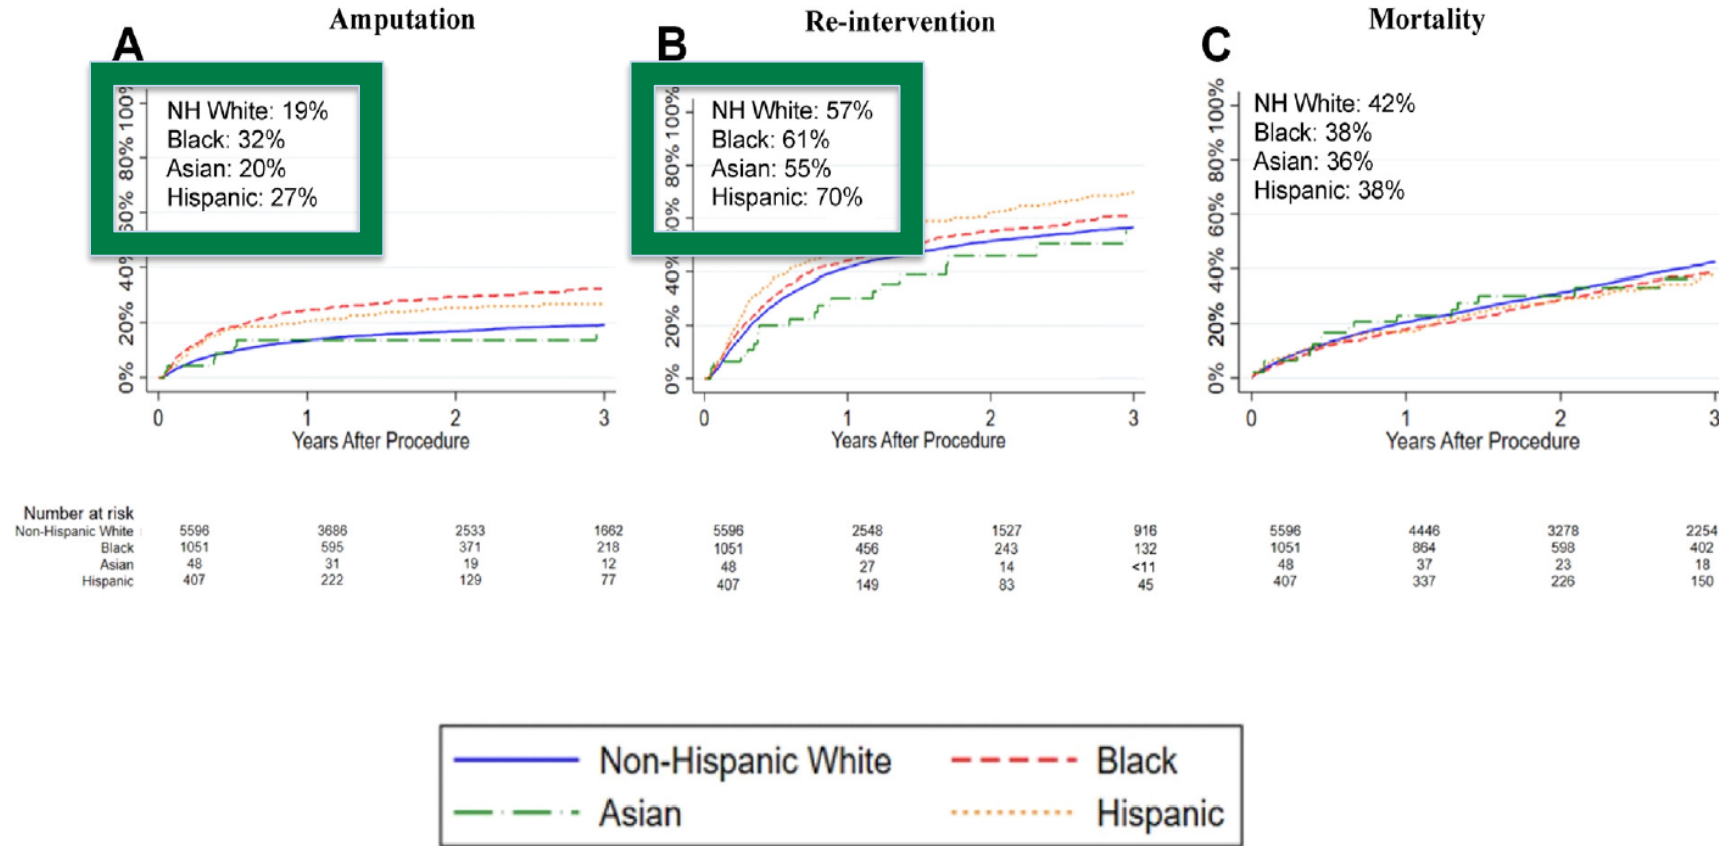 Amputation
A
NH White: 19%
Black: 32%
Asian: 20%
Hispanic: 27%
100%
80%
60%
40%
20%
0%
0 1 2 3
Years After Procedure
Re-intervention
B
NH White: 57%
Black: 61%
Asian: 55%
Hispanic: 70%
100%
80%
60%
40%
20%
0%
0 1 2 3
Years After Procedure
Mortality
C
NH White: 42%
Black: 38%
Asian: 36%
Hispanic: 38%
100%
80%
60%
40%
20%
0%
0 1 2 3
Years After Procedure
Number at risk
Non-Hispanic White 5596 3686 2533 1662 5596 2548 1527 916 5596 4446 3278 2254
Black 1051 595 371 218 1051 456 243 132 1051 864 598 402
Asian 48 31 19 12 48 27 14 <11 48 37 23 18
Hispanic 407 222 129 77 407 149 83 45 407 337 226 150
Non-Hispanic White Black
Asian Hispanic